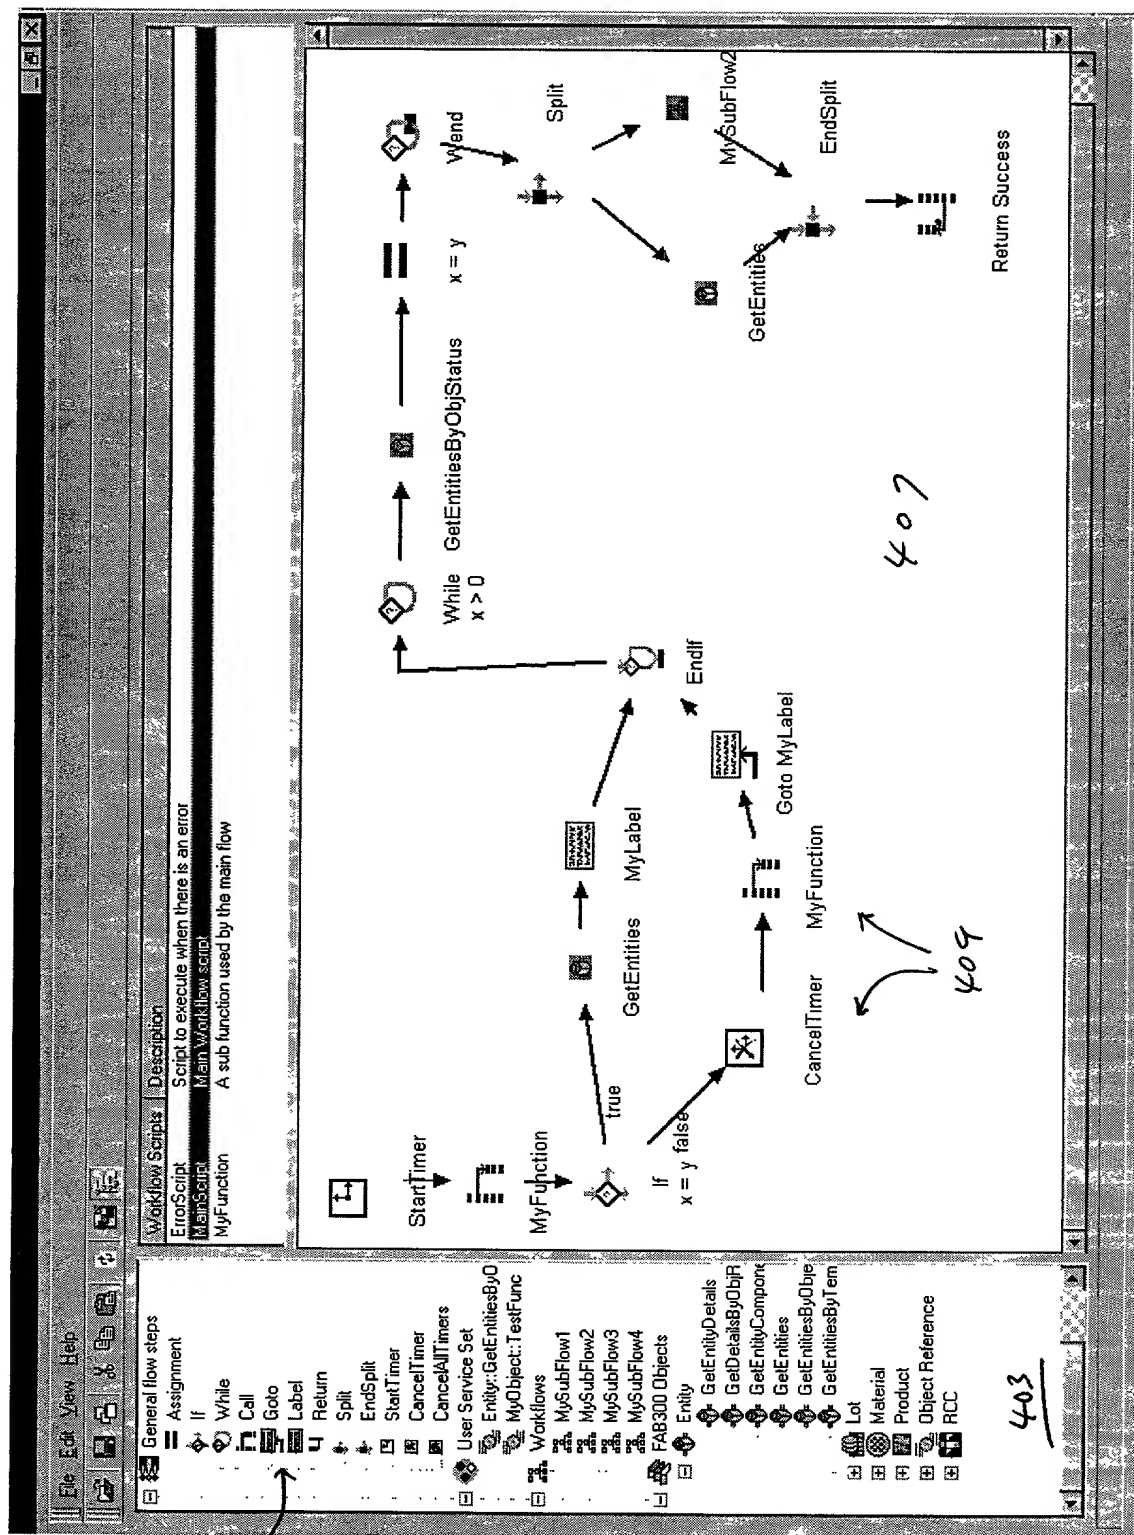 File Edit View Help
General flow steps
Assignment
If
While
Call
Goto
Label
Return
Split
EndSplit
StartTimer
CancelTimer
CancelAllTimers
User Service Set
Entity::GetEntitiesByO
MyObject::TestFunc
Workflows
MySubFlow1
MySubFlow2
MySubFlow3
MySubFlow4
FAB300 Objects
Entity
GetEntityDetails
GetDetailsByObjR
GetEntityCompone
GetEntities
GetEntitiesByObje
GetEntitiesByTem
Lot
Material
Product
Object Reference
RCC
403
Workflow Scripts Description
ErrorScript Script to execute when there is an error
MainScript Main Workflow script
MyFunction A sub function used by the main flow
StartTimer
MyFunction
If
x = y
true
false
GetEntities
MyLabel
CancelTimer
MyFunction
Goto MyLabel
EndIf
409
While
x > 0
GetEntitiesByObjStatus
x = y
Wend
Split
GetEntities
MySubFlow2
EndSplit
Return Success
407